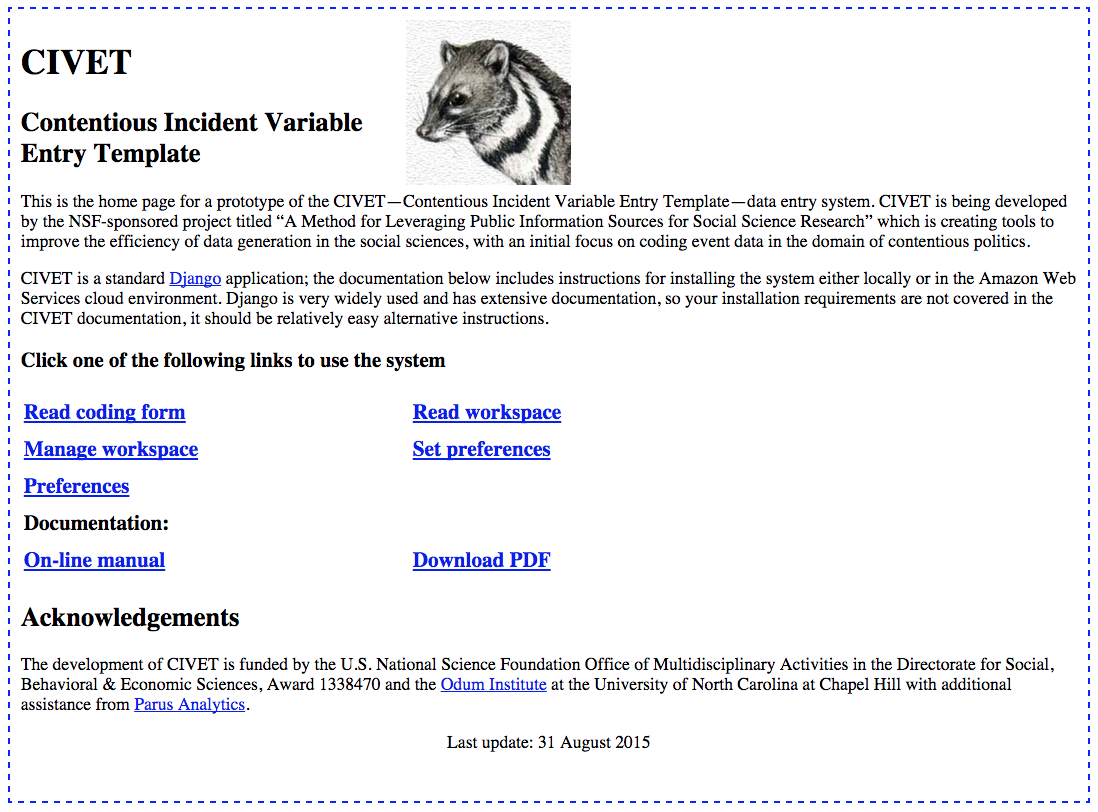 CIVET
Contentious Incident Variable
Entry Template
This is the home page for a prototype of the CIVET—Contentious Incident Variable Entry Template—data entry system. CIVET is being developed
by the NSF-sponsored project titled “A Method for Leveraging Public Information Sources for Social Science Research” which is creating tools to
improve the efficiency of data generation in the social sciences, with an initial focus on coding event data in the domain of contentious politics.
CIVET is a standard Django application; the documentation below includes instructions for installing the system either locally or in the Amazon Web
Services cloud environment. Django is very widely used and has extensive documentation, so your installation requirements are not covered in the
CIVET documentation, it should be relatively easy alternative instructions.
Click one of the following links to use the system
Read coding form Read workspace
Manage workspace Set preferences
Preferences
Documentation:
On-line manual Download PDF
Acknowledgements
The development of CIVET is funded by the U.S. National Science Foundation Office of Multidisciplinary Activities in the Directorate for Social,
Behavioral & Economic Sciences, Award 1338470 and the Odum Institute at the University of North Carolina at Chapel Hill with additional
assistance from Parus Analytics.
Last update: 31 August 2015